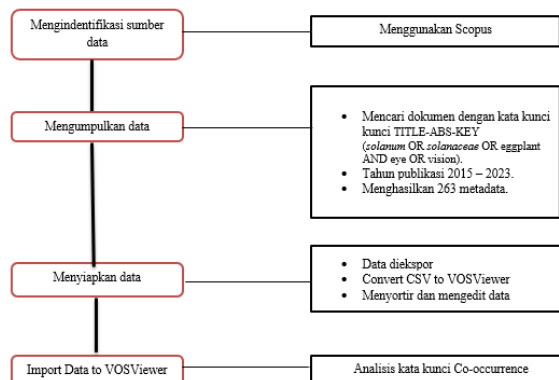 Mengindentifikasi sumber
data
Menggunakan Scopus
Mengumpulkan data
• Mencari dokumen dengan kata kunci
kunci TITLE-ABS-KEY
(solanum OR solanaceae OR eggplant
AND eye OR vision).
• Tahun publikasi 2015 – 2023.
• Menghasilkan 263 metadata.
Menyiapkan data
• Data diekspor
• Convert CSV to VOSViewer
• Menyortir dan mengedit data
Import Data to VOSViewer
Analisis kata kunci Co-occurrence